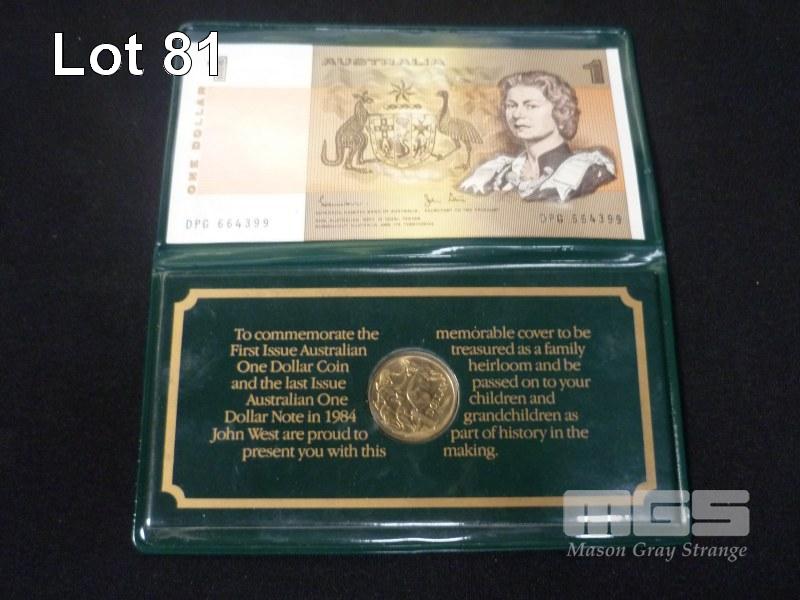 Lot 81
AUSTRALIA
1
ONE DOLLAR
DPG 664399
DPG 664399
To commemorate the
First Issue Australian
One Dollar Coin
and the last Issue
Australian One
Dollar Note in 1984
John West are proud to
present you with this
memorable cover to be
treasured as a family
heirloom and be
passed on to your
children and
grandchildren as
part of history in the
making.
MGS
Mason Gray Strange